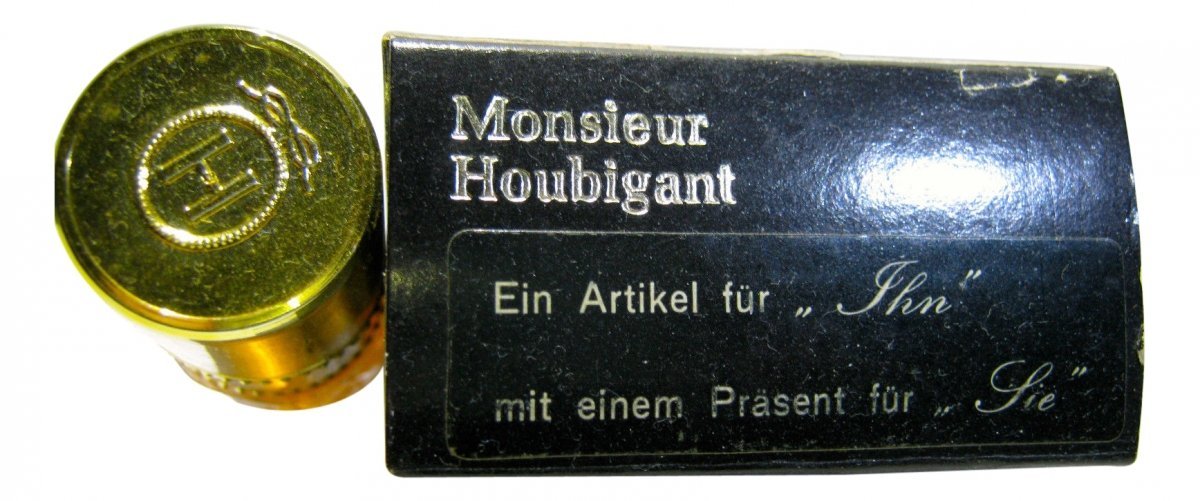 H
Monsieur
Houbigant
Ein Artikel für „Ihn“
mit einem Präsent für „Sie“